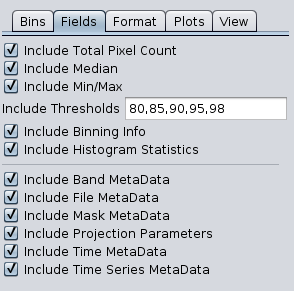 Bins Fields Format Plots View
Include Total Pixel Count
Include Median
Include Min/Max
Include Thresholds 80,85,90,95,98
Include Binning Info
Include Histogram Statistics
Include Band MetaData
Include File MetaData
Include Mask MetaData
Include Projection Parameters
Include Time MetaData
Include Time Series MetaData